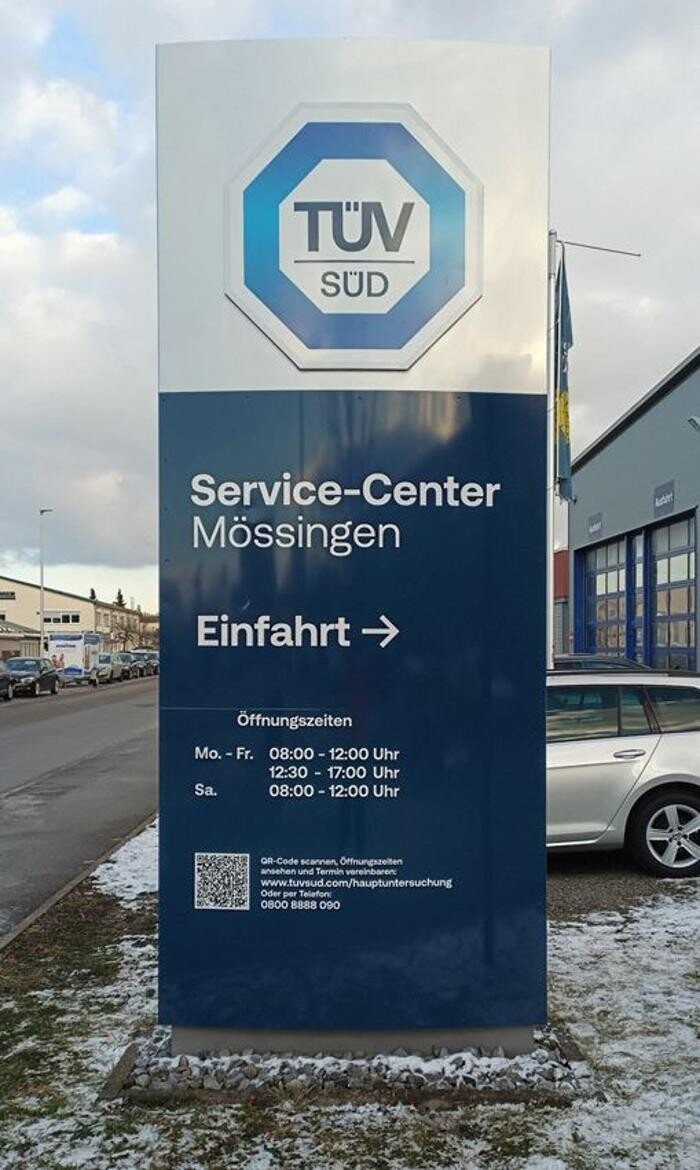 TÜV
SÜD
Service-Center
Mössingen
Einfahrt →
Öffnungszeiten
Mo. - Fr. 08:00 - 12:00 Uhr
12:30 - 17:00 Uhr
Sa. 08:00 - 12:00 Uhr
QR-Code scannen, Öffnungszeiten
ansehen und Termin vereinbaren:
www.tuvsud.com/hauptuntersuchung
Oder per Telefon:
0800 8888 090
Ausfahrt